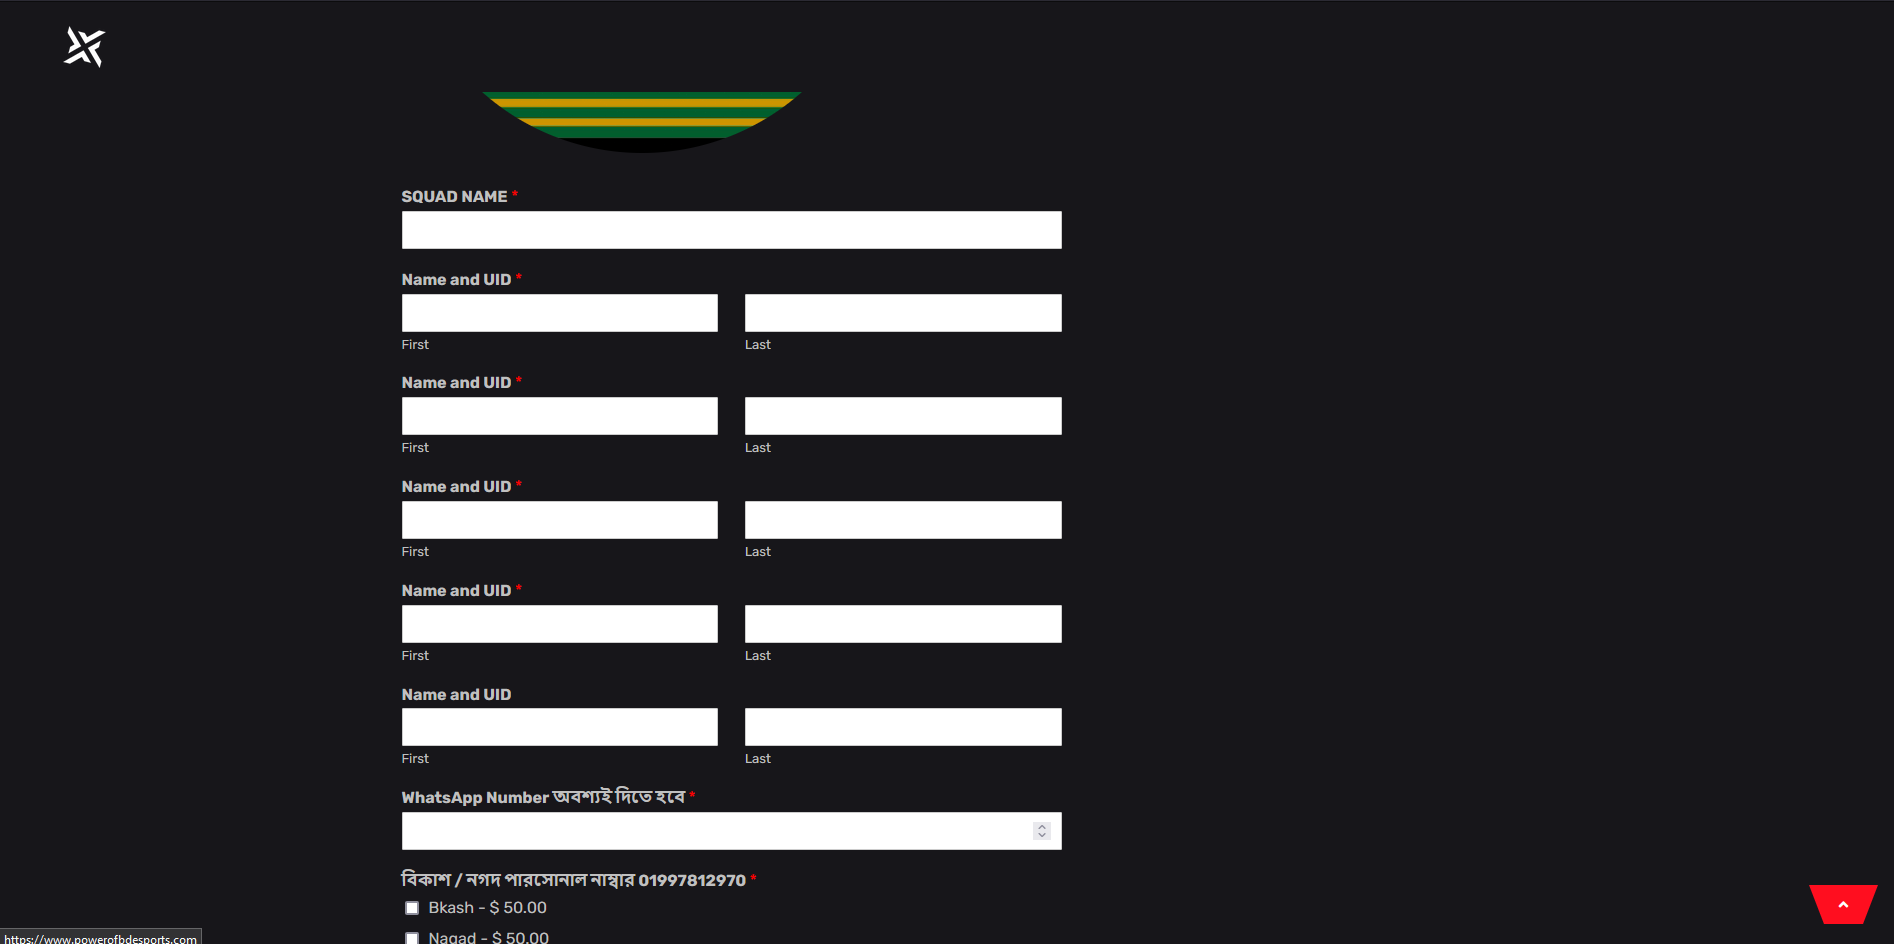 SQUAD NAME *
Name and UID *
First Last
Name and UID *
First Last
Name and UID *
First Last
Name and UID *
First Last
Name and UID
First Last
WhatsApp Number অবশ্যই দিতে হবে *
বিকাশ / নগদ পারসোনাল নাম্বার 01997812970 *
Bkash - $ 50.00
Nagad - $ 50.00
https://www.powerofbdesports.com